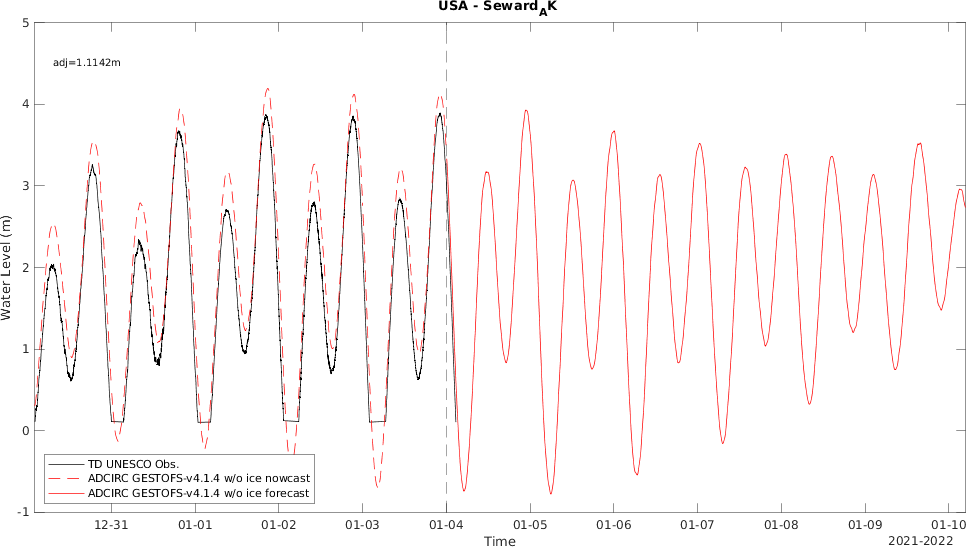 USA - Seward_AK
adj=1.1142m
5
4
3
2
1
0
-1
Water Level (m)
TD UNESCO Obs.
ADCIRC GESTOFS-v4.1.4 w/o ice nowcast
ADCIRC GESTOFS-v4.1.4 w/o ice forecast
12-31 01-01 01-02 01-03 01-04 01-05 01-06 01-07 01-08 01-09 01-10
Time
2021-2022